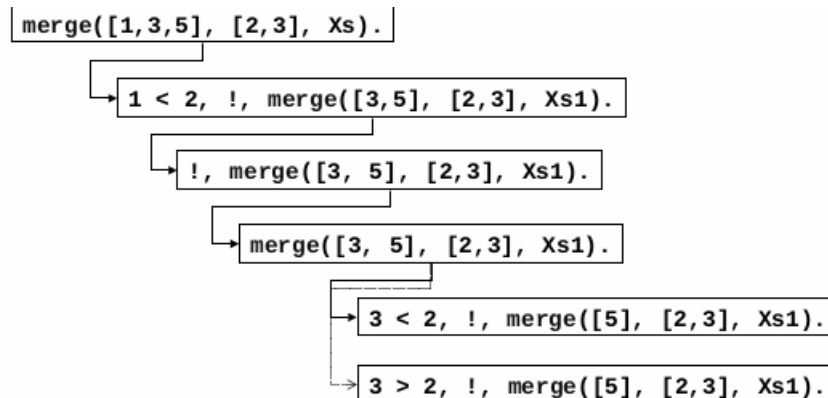 merge([1,3,5], [2,3], Xs).
1 < 2, !, merge([3,5], [2,3], Xs1).
!, merge([3, 5], [2,3], Xs1).
merge([3, 5], [2,3], Xs1).
3 < 2, !, merge([5], [2,3], Xs1).
3 > 2, !, merge([5], [2,3], Xs1).